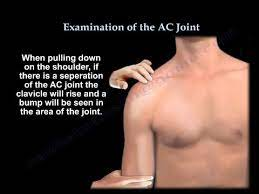 Examination of the AC Joint
When pulling down
on the shoulder, if
there is a seperation
of the AC joint the
clavicle will rise and a
bump will be seen in
the area of the joint.